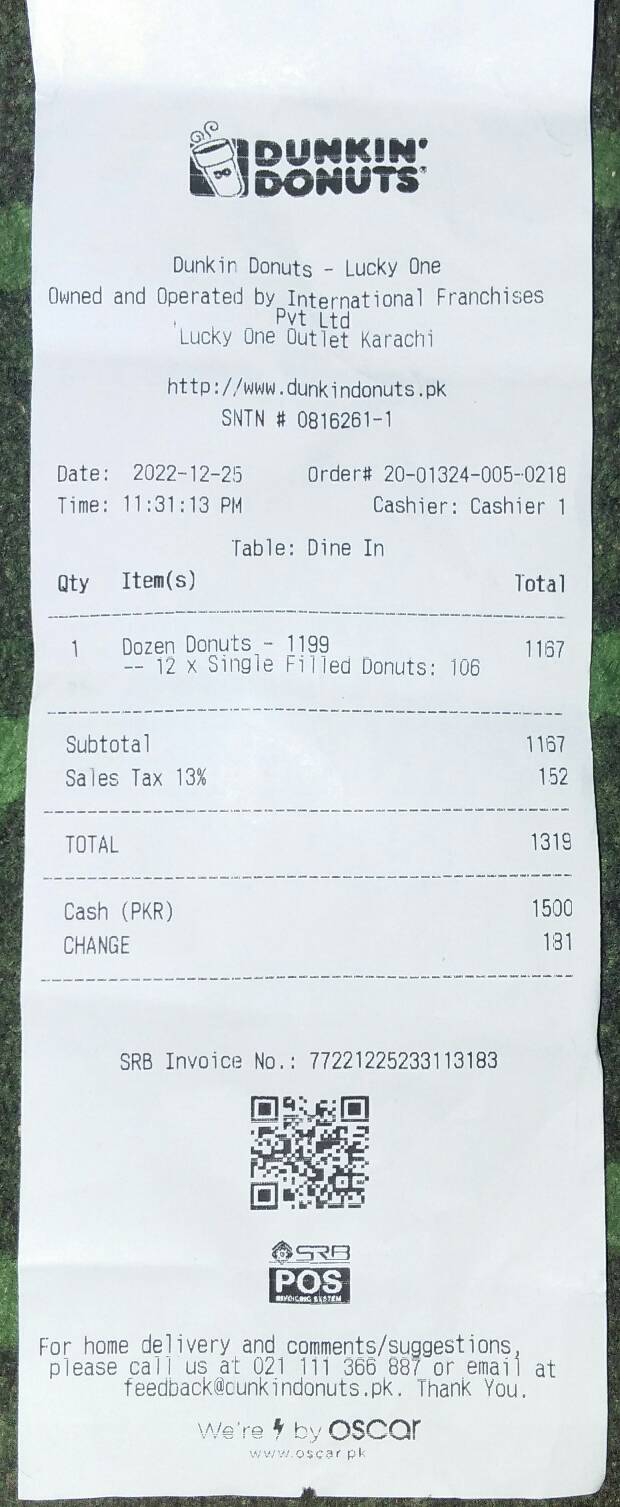 DUNKIN'
DONUTS
Dunkin Donuts - Lucky One
Owned and Operated by International Franchises
Pvt Ltd
Lucky One Outlet Karachi
http://www.dunkindonuts.pk
SNTN # 0816261-1
Date: 2022-12-25 Order# 20-01324-005-0218
Time: 11:31:13 PM Cashier: Cashier 1
Table: Dine In
Qty Item(s) Total
1 Dozen Donuts - 1199 1167
-- 12 x Single Filled Donuts: 106
Subtotal 1167
Sales Tax 13% 152
TOTAL 1319
Cash (PKR) 1500
CHANGE 181
SRB Invoice No.: 77221225233113183
SRB
POS
INVOICING SYSTEM
For home delivery and comments/suggestions,
please call us at 021 111 366 887 or email at
feedback@dunkindonuts.pk. Thank You.
We're by oscar
www.oscar.pk